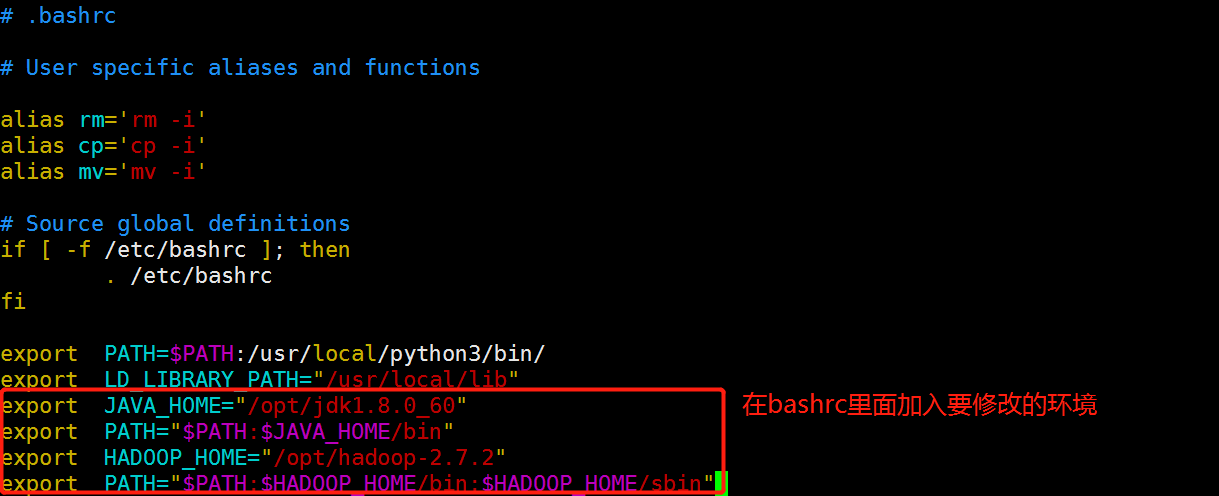 # .bashrc
# User specific aliases and functions
alias rm='rm -i'
alias cp='cp -i'
alias mv='mv -i'
# Source global definitions
if [ -f /etc/bashrc ]; then
        . /etc/bashrc
fi
export  PATH=$PATH:/usr/local/python3/bin/
export  LD_LIBRARY_PATH="/usr/local/lib"
export  JAVA_HOME="/opt/jdk1.8.0_60"
在bashrc里面加入要修改的环境
export  PATH="$PATH:$JAVA_HOME/bin"
export  HADOOP_HOME="/opt/hadoop-2.7.2"
export  PATH="$PATH:$HADOOP_HOME/bin:$HADOOP_HOME/sbin"